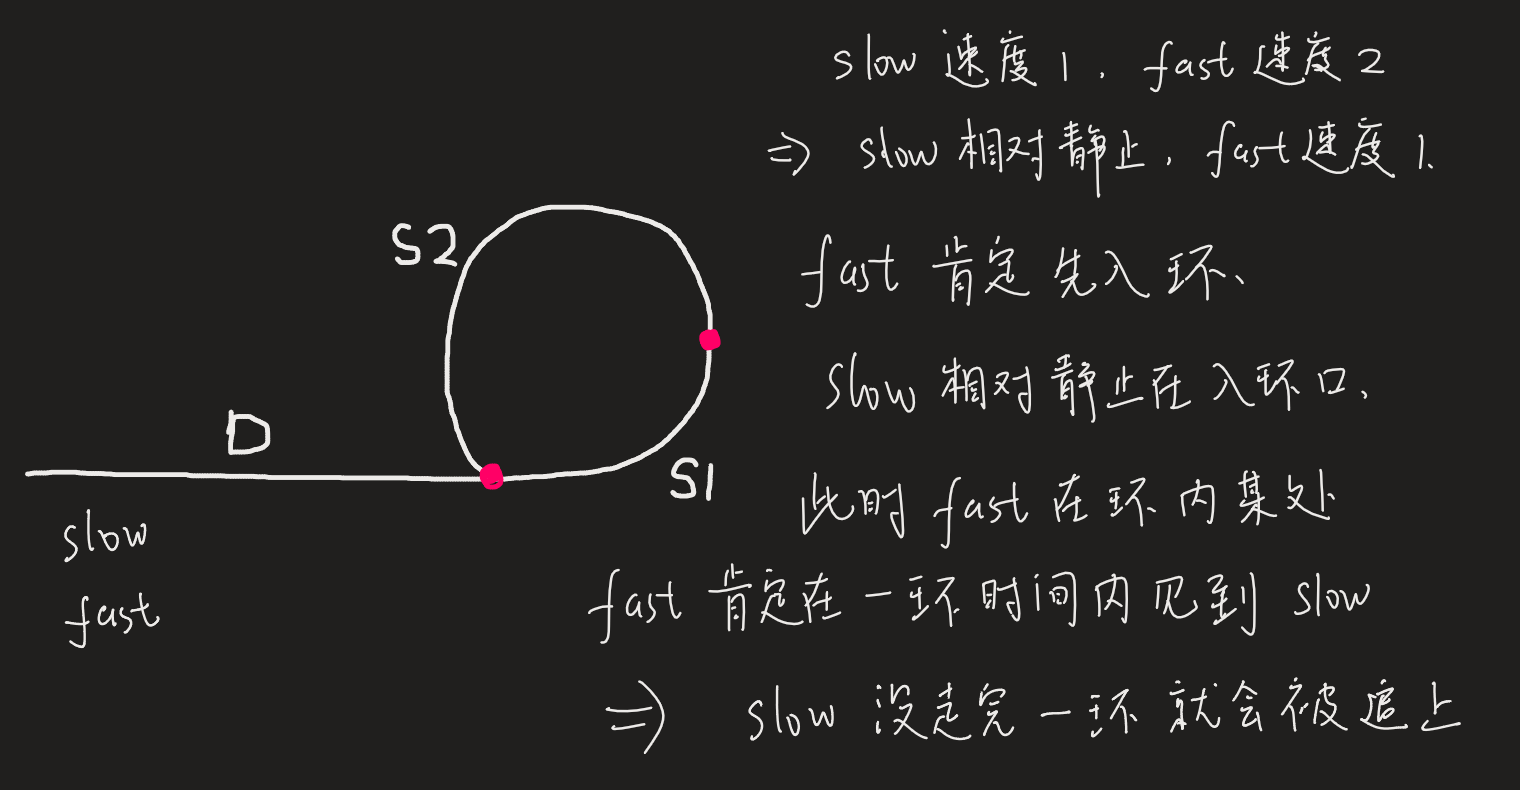 slow 速度 1, fast 速度 2
⇒ slow 相对静止, fast 速度 1.
fast 肯定先入环、
slow 相对静止在入环口,
此时 fast 在环内某处
fast 肯定在一环时间内见到 slow
⇒ slow 没走完一环就会被追上
S2
D
S1
slow
fast